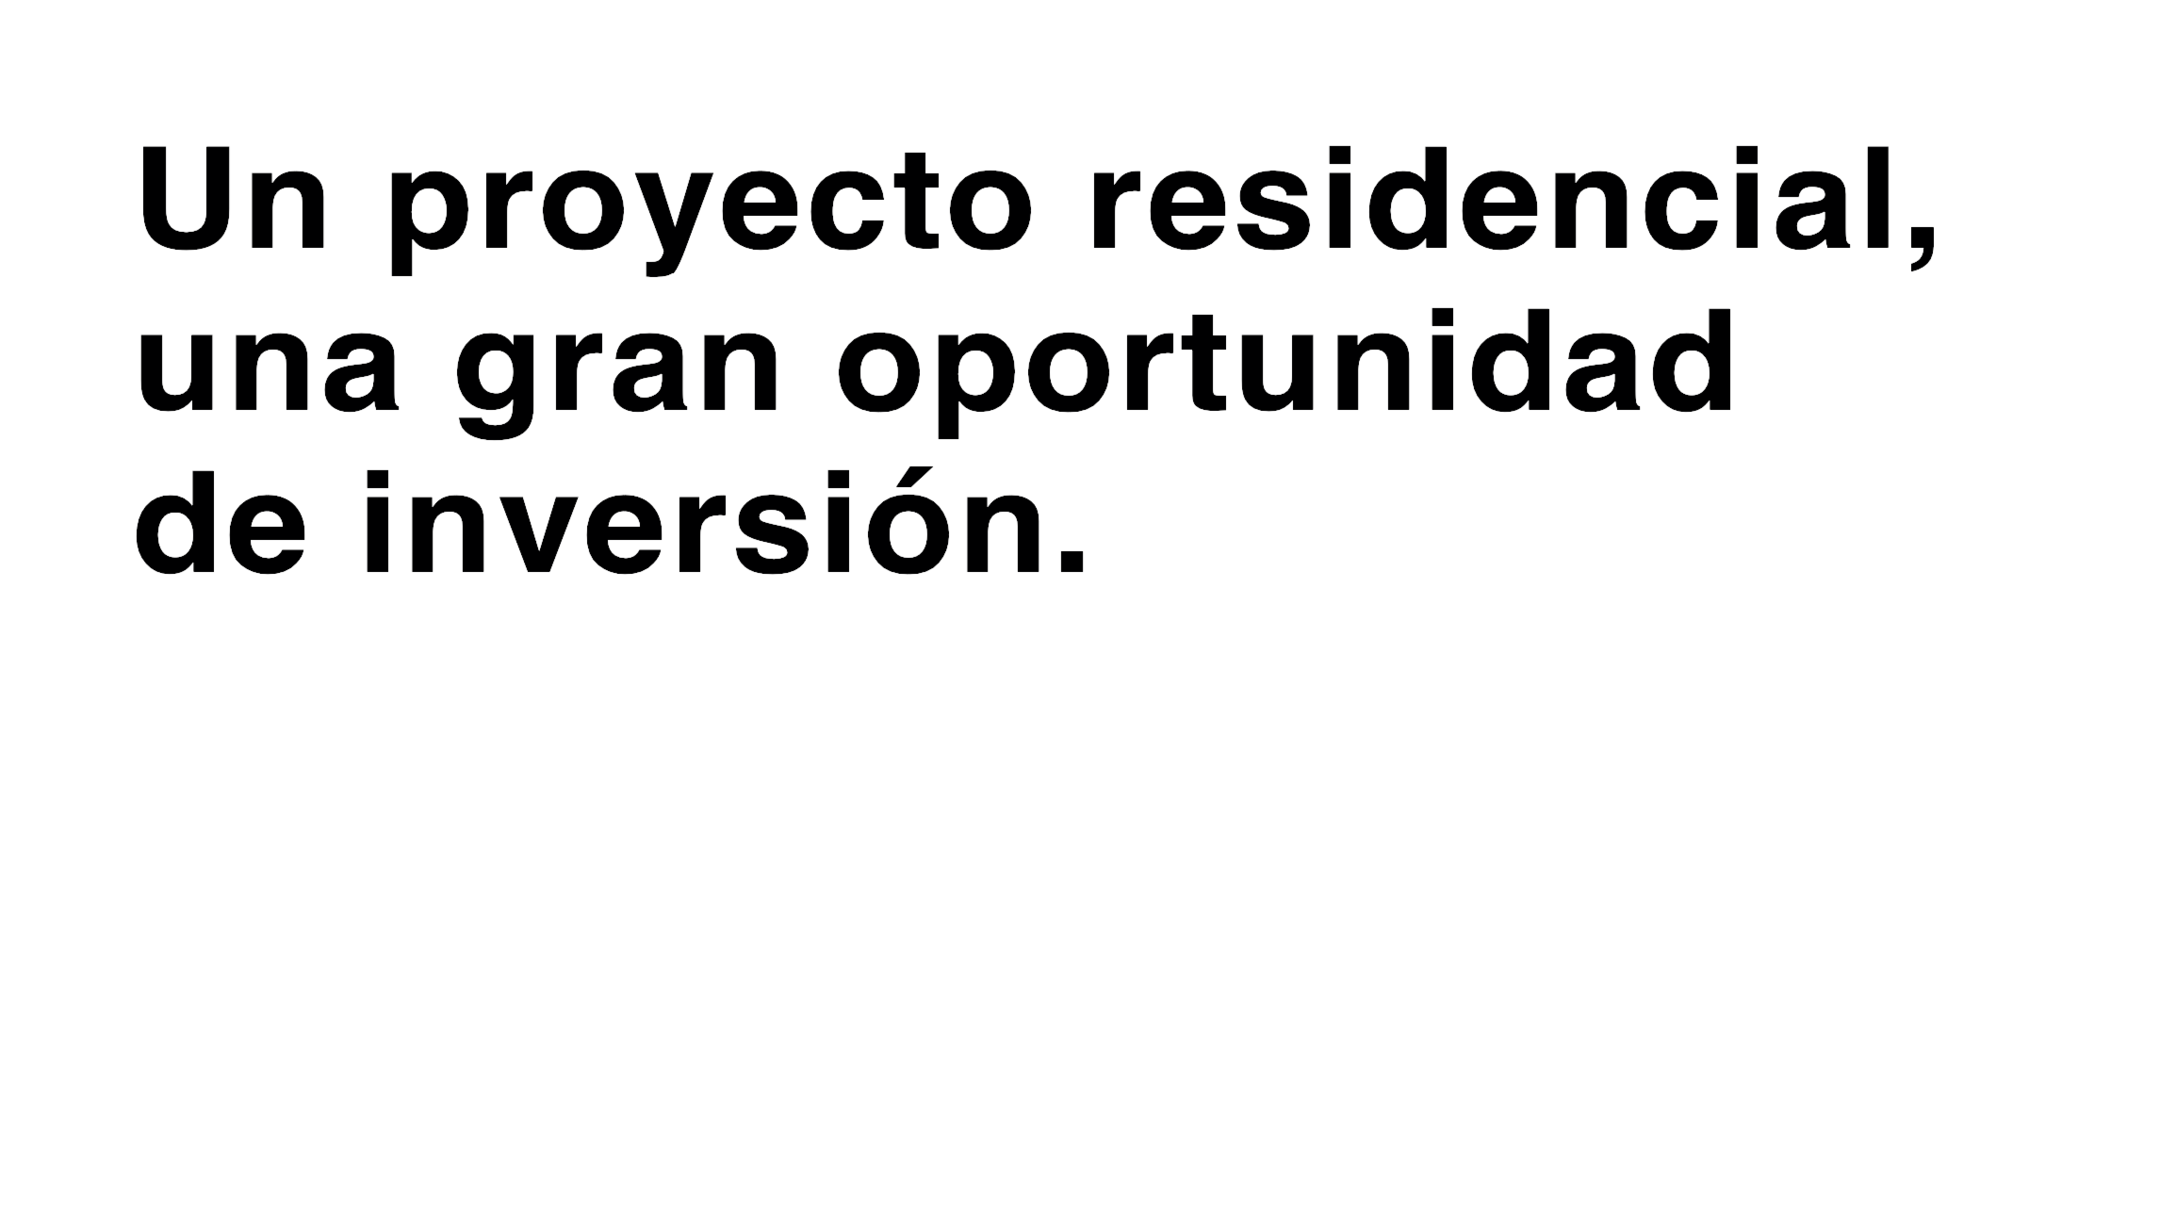 Un proyecto residencial,
una gran oportunidad
de inversión.